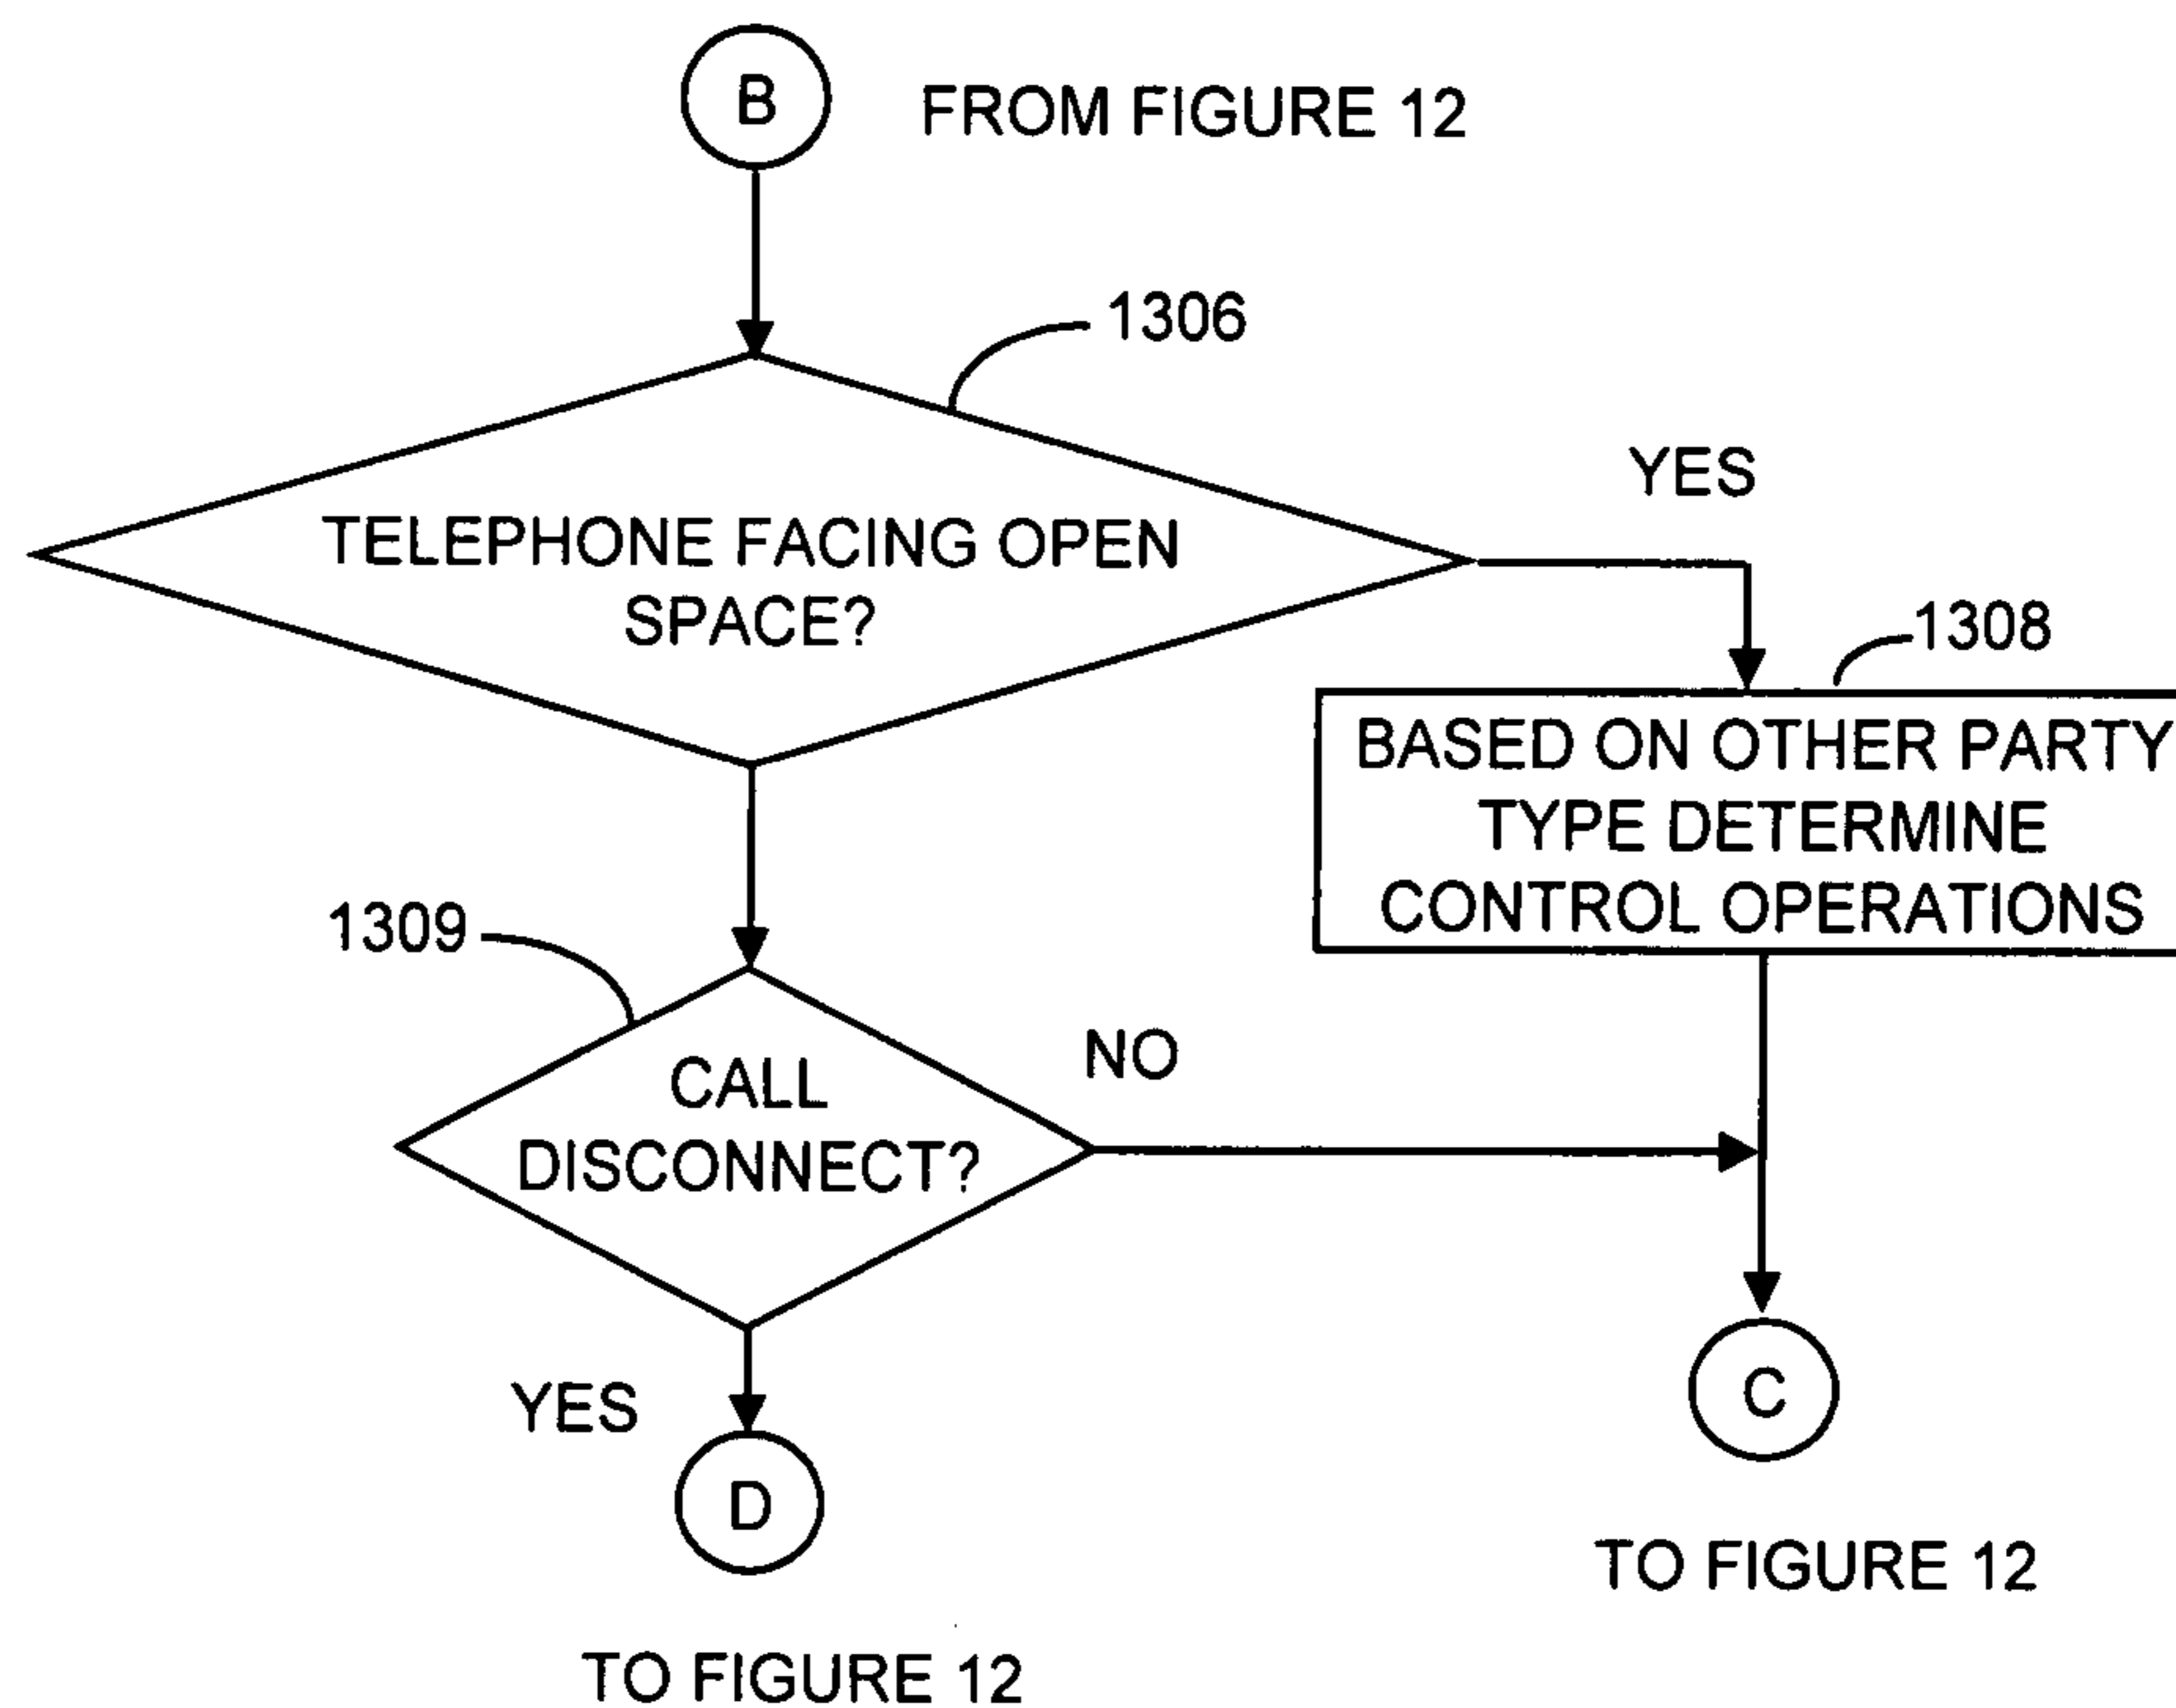 B
FROM FIGURE 12
1306
YES
TELEPHONE FACING OPEN
SPACE?
1308
BASED ON OTHER PARTY
TYPE DETERMINE
CONTROL OPERATIONS
1309
NO
CALL
DISCONNECT?
YES
C
D
TO FIGURE 12
TO FIGURE 12